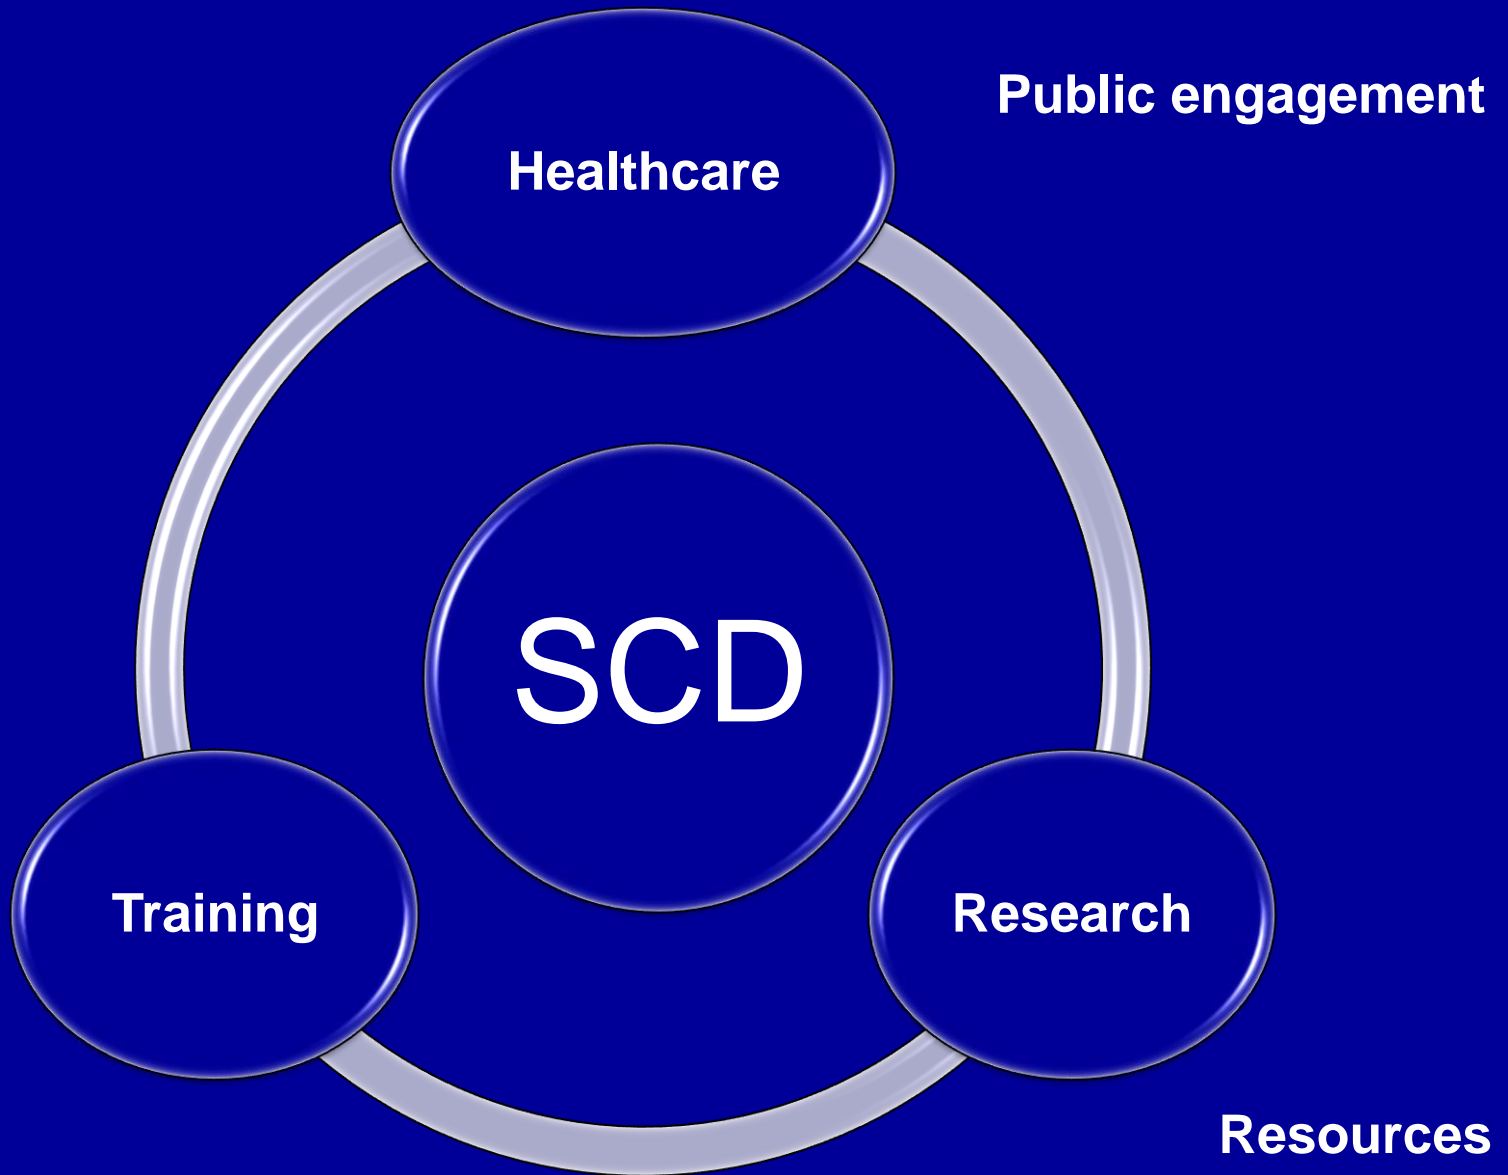 Public engagement
Healthcare
SCD
Training
Research
Resources